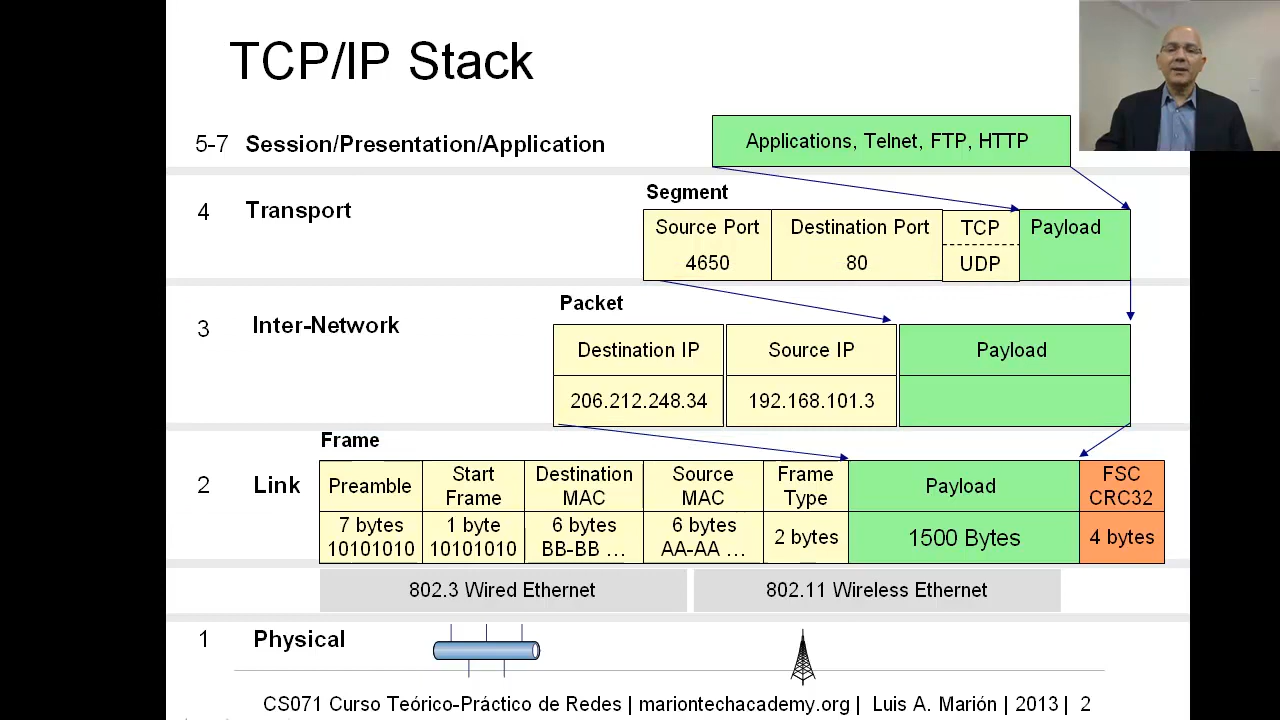 TCP/IP Stack
5-7 Session/Presentation/Application
Applications, Telnet, FTP, HTTP
Segment
4 Transport
Source Port
Destination Port
TCP
Payload
4650
80
UDP
Packet
3 Inter-Network
Destination IP
Source IP
Payload
206.212.248.34
192.168.101.3
Frame
2 Link
Preamble
Start
Frame
Destination
MAC
Source
MAC
Frame
Type
Payload
FSC
CRC32
7 bytes
10101010
1 byte
10101010
6 bytes
BB-BB ...
6 bytes
AA-AA ...
2 bytes
1500 Bytes
4 bytes
802.3 Wired Ethernet
802.11 Wireless Ethernet
1 Physical
CS071 Curso Teórico-Práctico de Redes | mariontechacademy.org | Luis A. Marión | 2013 | 2